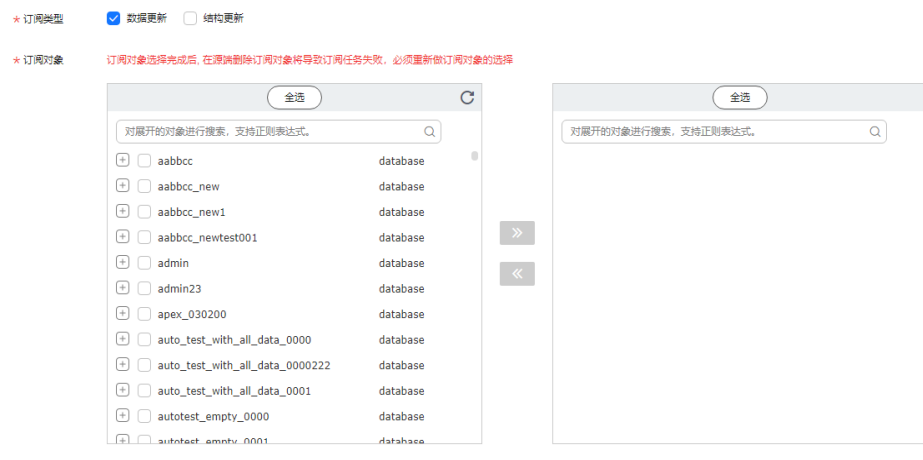 * 订阅类型 数据更新 结构更新
* 订阅对象 订阅对象选择完成后, 在源端删除订阅对象将导致订阅任务失败，必须重新做订阅对象的选择
全选 全选
对展开的对象进行搜索，支持正则表达式。 对展开的对象进行搜索，支持正则表达式。
aabbcc database
aabbcc_new database
aabbcc_new1 database
aabbcc_newtest001 database
admin database
admin23 database
apex_030200 database
auto_test_with_all_data_0000 database
auto_test_with_all_data_0000222 database
auto_test_with_all_data_0001 database
autotest_empty_0000 database
autotest_empty_0001 database